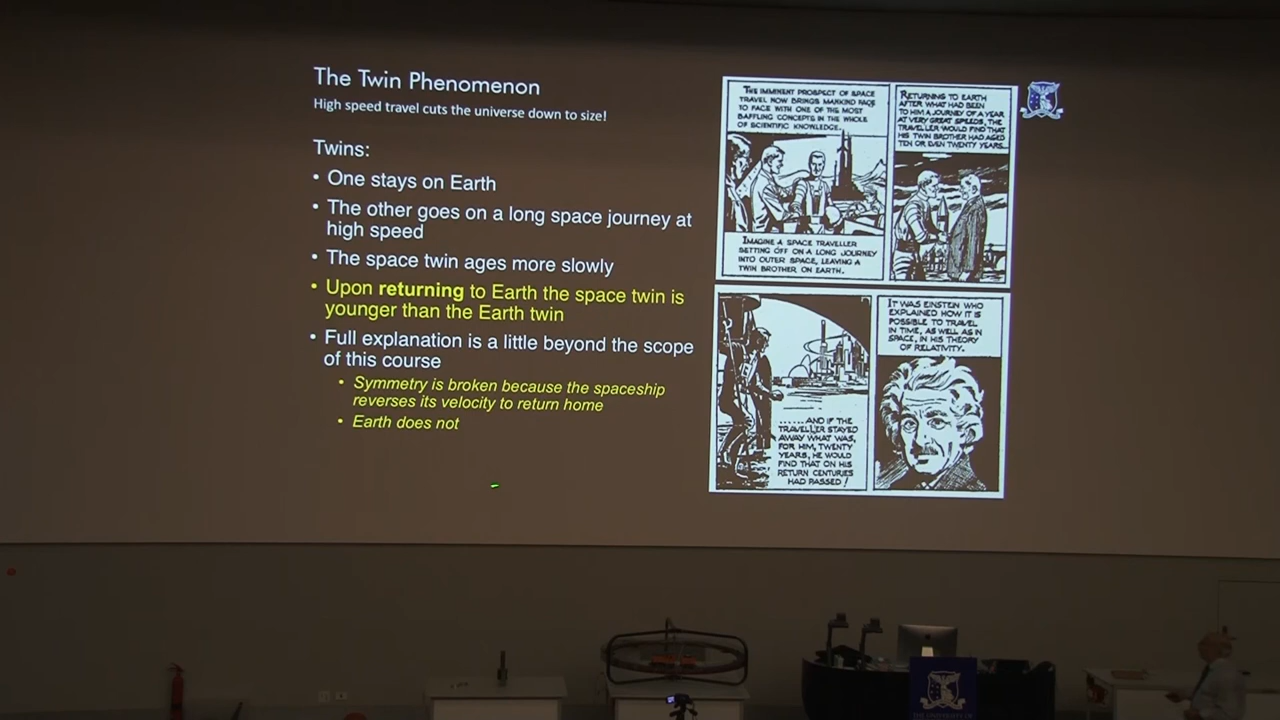 The Twin Phenomenon
High speed travel cuts the universe down to size!
Twins:
• One stays on Earth
• The other goes on a long space journey at
high speed
• The space twin ages more slowly
• Upon returning to Earth the space twin is
younger than the Earth twin
• Full explanation is a little beyond the scope
of this course
• Symmetry is broken because the spaceship
reverses its velocity to return home
• Earth does not
THE IMMINENT PROSPECT OF SPACE
TRAVEL NOW BRINGS MANKIND FACE
TO FACE WITH ONE OF THE MOST
BAFFLING CONCEPTS IN THE WHOLE
OF SCIENTIFIC KNOWLEDGE.
IMAGINE A SPACE TRAVELLER
SETTING OFF ON A LONG JOURNEY
INTO OUTER SPACE, LEAVING A
TWIN BROTHER ON EARTH.
RETURNING TO EARTH
AFTER WHAT HAD BEEN
TO HIM A JOURNEY OF A YEAR
AT VERY GREAT SPEEDS, THE
TRAVELLER WOULD FIND THAT
HIS TWIN BROTHER HAD AGED
TEN OR EVEN TWENTY YEARS...
......AND IF THE
TRAVELLER STAYED
AWAY WHAT WAS,
FOR HIM, TWENTY
YEARS, HE WOULD
FIND THAT ON HIS
RETURN CENTURIES
HAD PASSED!
IT WAS EINSTEIN WHO
EXPLAINED HOW IT IS
POSSIBLE TO TRAVEL
IN TIME, AS WELL AS IN
SPACE, IN HIS THEORY
OF RELATIVITY.
THE UNIVERSITY OF